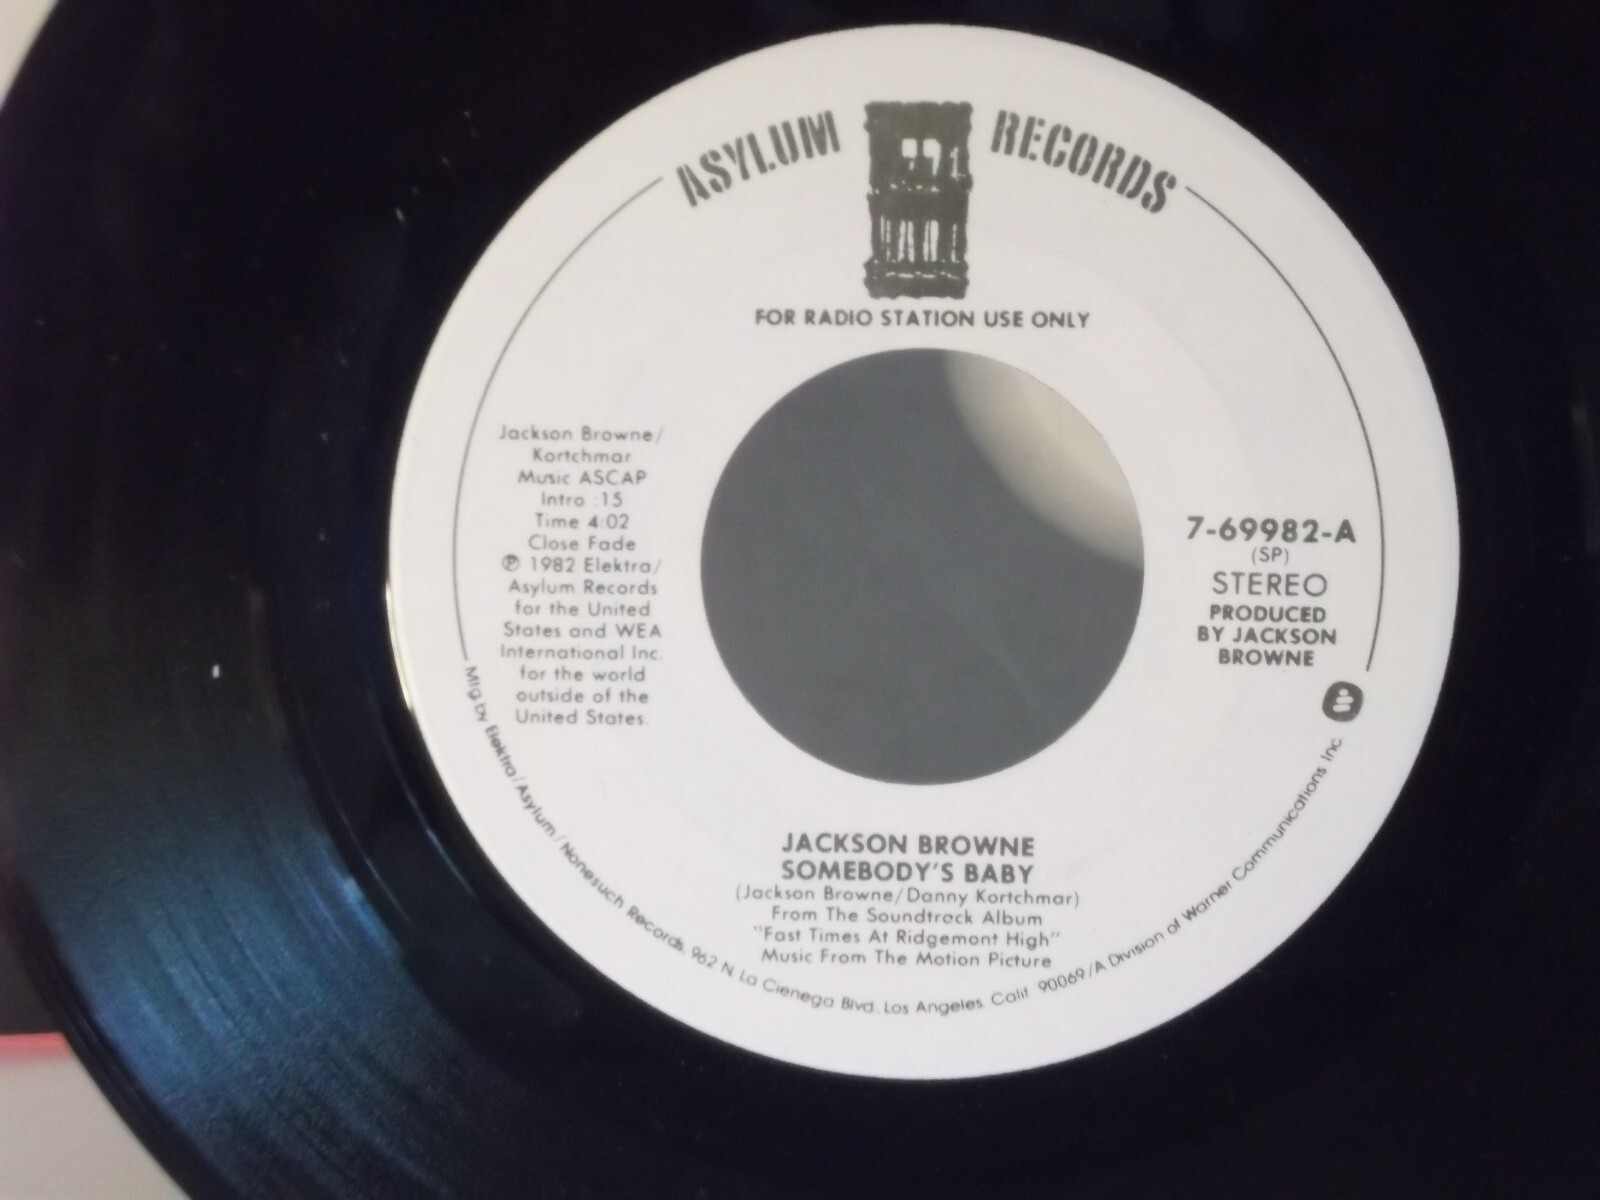 ASYLUM RECORDS
FOR RADIO STATION USE ONLY
Jackson Browne/
Kortchmar
Music ASCAP
Intro :15
Time 4:02
Close Fade
℗ 1982 Elektra/
Asylum Records
for the United
States and WEA
International Inc.
for the world
outside of the
United States.
7-69982-A
(SP)
STEREO
PRODUCED
BY JACKSON
BROWNE
JACKSON BROWNE
SOMEBODY'S BABY
(Jackson Browne/Danny Kortchmar)
From The Soundtrack Album
"Fast Times At Ridgemont High"
Music From The Motion Picture
Mfg by Elektra/Asylum/Nonesuch Records, 962 N. La Cienega Blvd., Los Angeles Calif 90069/A Division of Warner Communications Inc.